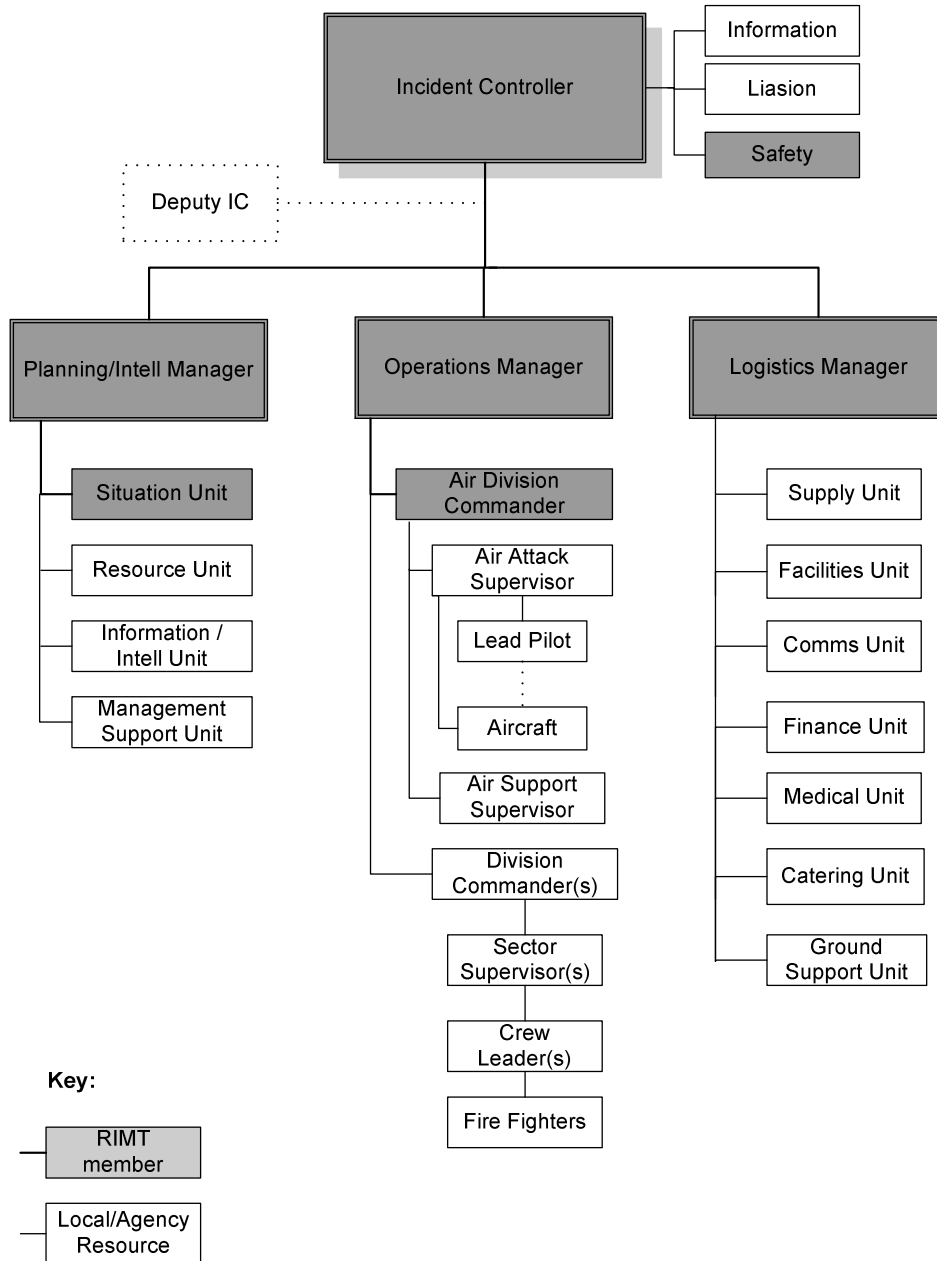 Incident Controller
Information
Liasion
Safety
Deputy IC
Planning/Intell Manager
Operations Manager
Logistics Manager
Situation Unit
Resource Unit
Information /
Intell Unit
Management
Support Unit
Air Division
Commander
Air Attack
Supervisor
Lead Pilot
Aircraft
Air Support
Supervisor
Division
Commander(s)
Sector
Supervisor(s)
Crew
Leader(s)
Fire Fighters
Supply Unit
Facilities Unit
Comms Unit
Finance Unit
Medical Unit
Catering Unit
Ground
Support Unit
Key:
RIMT
member
Local/Agency
Resource